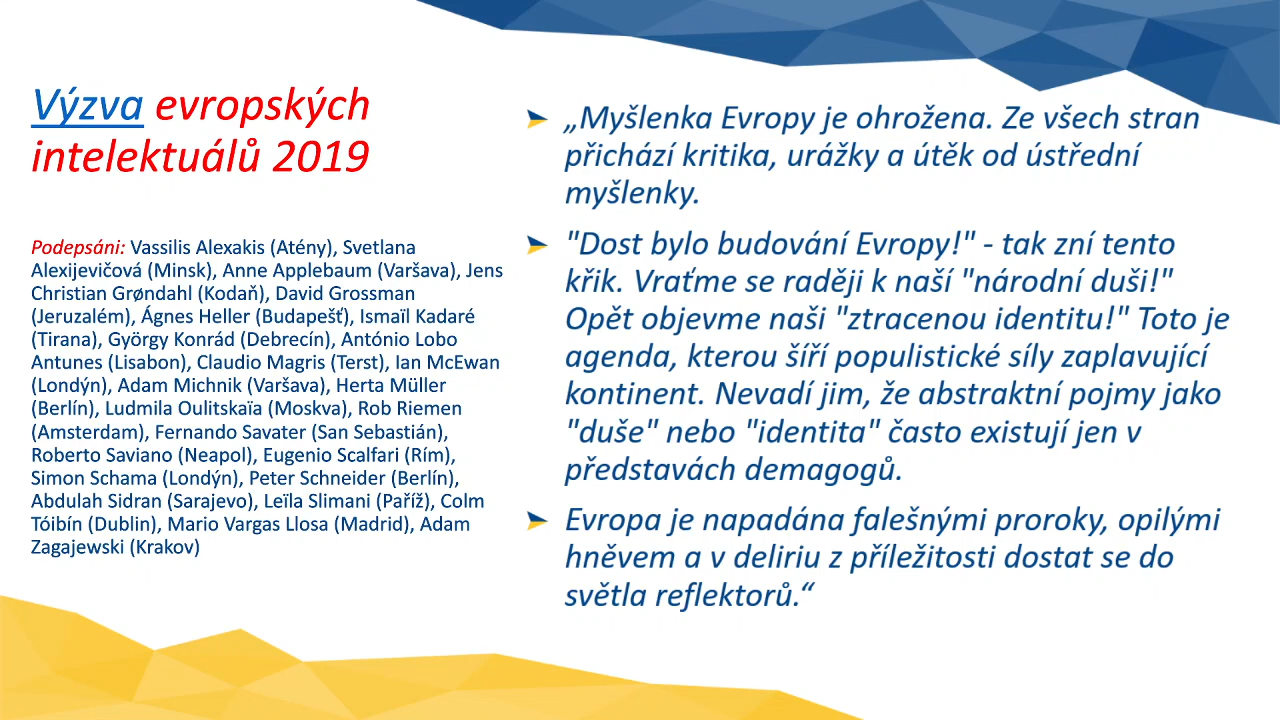 Výzva evropských
intelektuálů 2019
Podepsáni: Vassilis Alexakis (Atény), Svetlana
Alexijevičová (Minsk), Anne Applebaum (Varšava), Jens
Christian Grøndahl (Kodaň), David Grossman
(Jeruzalém), Ágnes Heller (Budapešť), Ismaïl Kadaré
(Tirana), György Konrád (Debrecín), António Lobo
Antunes (Lisabon), Claudio Magris (Terst), Ian McEwan
(Londýn), Adam Michnik (Varšava), Herta Müller
(Berlín), Ludmila Oulitskaïa (Moskva), Rob Riemen
(Amsterdam), Fernando Savater (San Sebastián),
Roberto Saviano (Neapol), Eugenio Scalfari (Rím),
Simon Schama (Londýn), Peter Schneider (Berlín),
Abdulah Sidran (Sarajevo), Leïla Slimani (Paříž), Colm
Tóibín (Dublin), Mario Vargas Llosa (Madrid), Adam
Zagajewski (Krakov)
„Myšlenka Evropy je ohrožena. Ze všech stran
přichází kritika, urážky a útěk od ústřední
myšlenky.
"Dost bylo budování Evropy!" - tak zní tento
křik. Vraťme se raději k naší "národní duši!"
Opět objevme naši "ztracenou identitu!" Toto je
agenda, kterou šíří populistické síly zaplavující
kontinent. Nevadí jim, že abstraktní pojmy jako
"duše" nebo "identita" často existují jen v
představách demagogů.
Evropa je napadána falešnými proroky, opilými
hněvem a v deliriu z příležitosti dostat se do
světla reflektorů.“